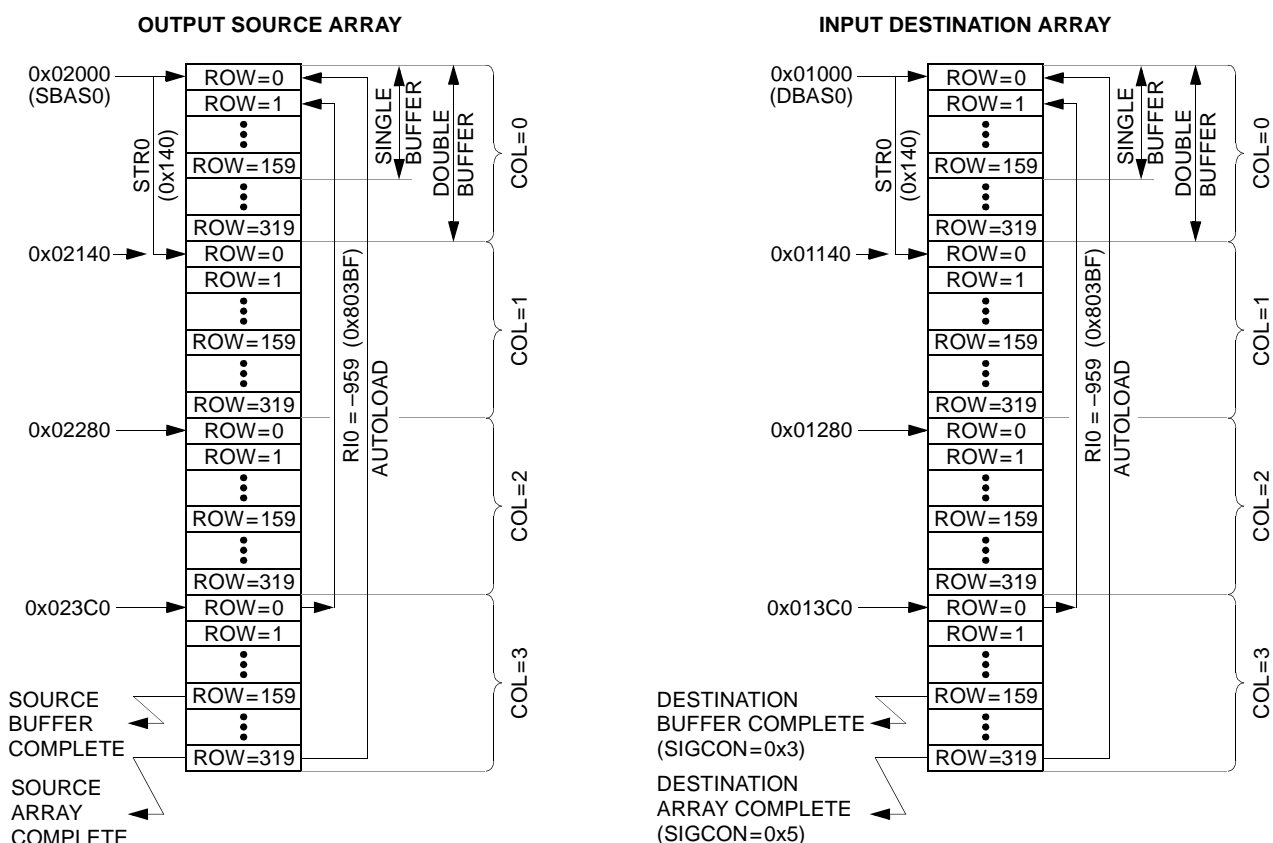 OUTPUT SOURCE ARRAY
0x02000
(SBAS0)
STR0
(0x140)
0x02140
0x02280
0x023C0
ROW=0
ROW=1
ROW=159
ROW=319
ROW=0
ROW=1
ROW=159
ROW=319
ROW=0
ROW=1
ROW=159
ROW=319
ROW=0
ROW=1
ROW=159
ROW=319
SINGLE
BUFFER
DOUBLE
BUFFER
RI0 = –959 (0x803BF)
AUTOLOAD
COL=0
COL=1
COL=2
COL=3
SOURCE
BUFFER
COMPLETE
SOURCE
ARRAY
COMPLETE
INPUT DESTINATION ARRAY
0x01000
(DBAS0)
STR0
(0x140)
0x01140
0x01280
0x013C0
ROW=0
ROW=1
ROW=159
ROW=319
ROW=0
ROW=1
ROW=159
ROW=319
ROW=0
ROW=1
ROW=159
ROW=319
ROW=0
ROW=1
ROW=159
ROW=319
SINGLE
BUFFER
DOUBLE
BUFFER
RI0 = –959 (0x803BF)
AUTOLOAD
COL=0
COL=1
COL=2
COL=3
DESTINATION
BUFFER COMPLETE
(SIGCON=0x3)
DESTINATION
ARRAY COMPLETE
(SIGCON=0x5)